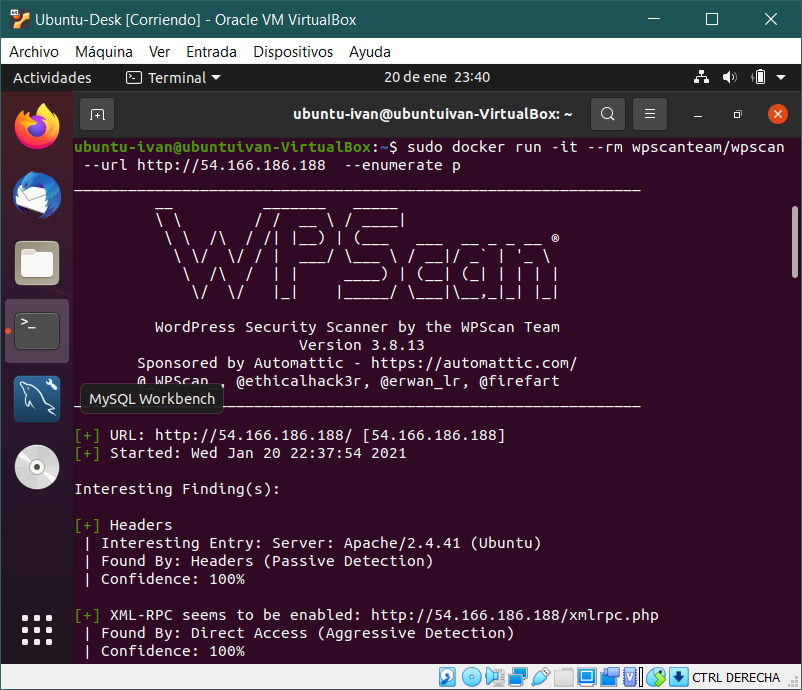 Ubuntu-Desk [Corriendo] - Oracle VM VirtualBox
Archivo Máquina Ver Entrada Dispositivos Ayuda
Actividades Terminal 20 de ene 23:40
ubuntu-ivan@ubuntuivan-VirtualBox: ~
ubuntu-ivan@ubuntuivan-VirtualBox:~$ sudo docker run -it --rm wpscanteam/wpscan
--url http://54.166.186.188 --enumerate p
WPScan ®
WordPress Security Scanner by the WPScan Team
Version 3.8.13
Sponsored by Automattic - https://automattic.com/
@_WPScan_, @ethicalhack3r, @erwan_lr, @firefart
MySQL Workbench
[+] URL: http://54.166.186.188/ [54.166.186.188]
[+] Started: Wed Jan 20 22:37:54 2021
Interesting Finding(s):
[+] Headers
| Interesting Entry: Server: Apache/2.4.41 (Ubuntu)
| Found By: Headers (Passive Detection)
| Confidence: 100%
[+] XML-RPC seems to be enabled: http://54.166.186.188/xmlrpc.php
| Found By: Direct Access (Aggressive Detection)
| Confidence: 100%
CTRL DERECHA